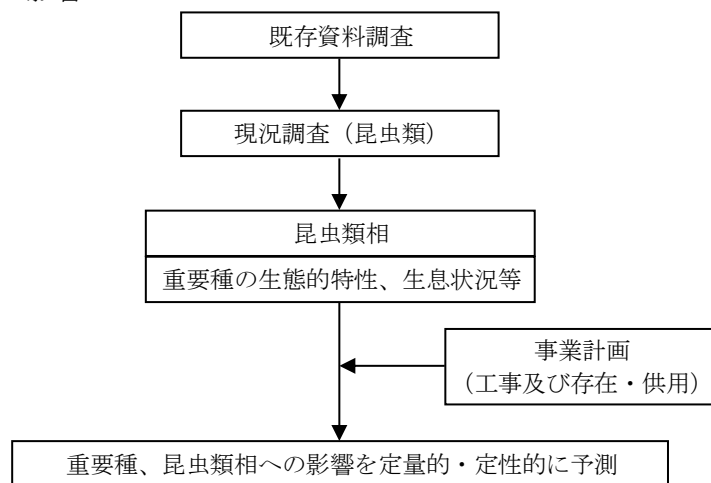 既存資料調査
現況調査（昆虫類）
昆虫類相
重要種の生態的特性、生息状況等
事業計画
（工事及び存在・供用）
重要種、昆虫類相への影響を定量的・定性的に予測